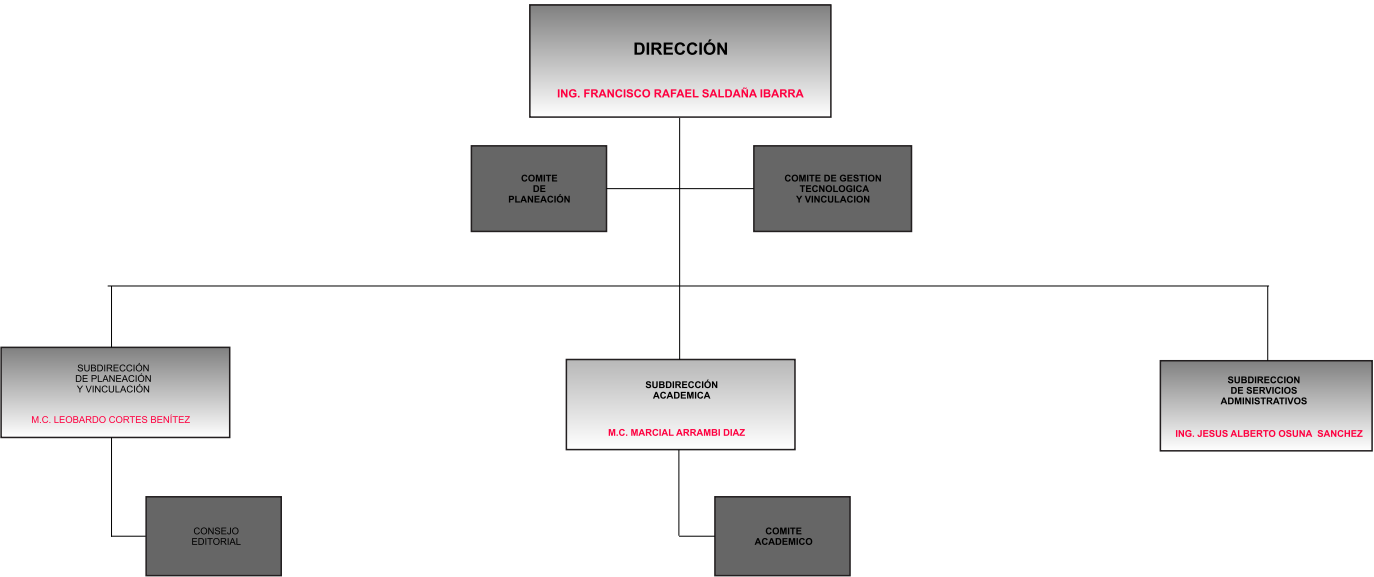 DIRECCIÓN
ING. FRANCISCO RAFAEL SALDAÑA IBARRA
COMITE
DE
PLANEACIÓN
COMITE DE GESTION
TECNOLOGICA
Y VINCULACION
SUBDIRECCIÓN
DE PLANEACIÓN
Y VINCULACIÓN
M.C. LEOBARDO CORTES BENÍTEZ
SUBDIRECCIÓN
ACADEMICA
M.C. MARCIAL ARRAMBI DIAZ
SUBDIRECCION
DE SERVICIOS
ADMINISTRATIVOS
ING. JESUS ALBERTO OSUNA  SANCHEZ
CONSEJO
EDITORIAL
COMITE
ACADEMICO